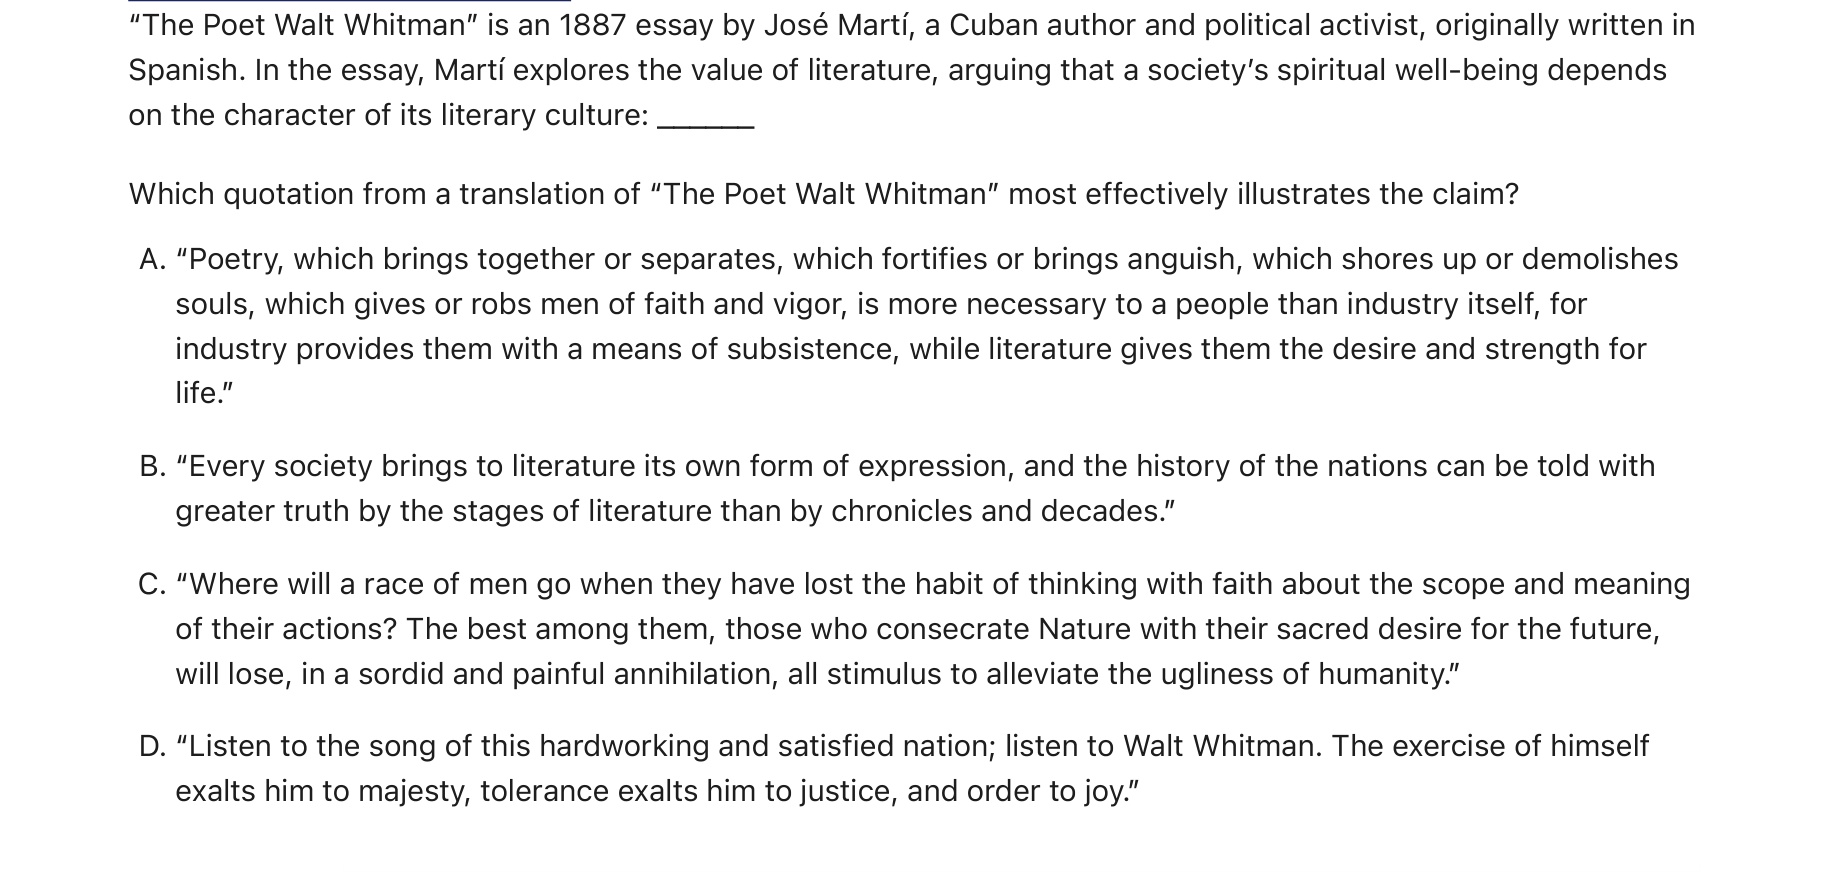 “The Poet Walt Whitman” is an 1887 essay by José Martí, a Cuban author and political activist, originally written in
Spanish. In the essay, Martí explores the value of literature, arguing that a society’s spiritual well-being depends
on the character of its literary culture: ______
Which quotation from a translation of “The Poet Walt Whitman” most effectively illustrates the claim?
A. “Poetry, which brings together or separates, which fortifies or brings anguish, which shores up or demolishes
souls, which gives or robs men of faith and vigor, is more necessary to a people than industry itself, for
industry provides them with a means of subsistence, while literature gives them the desire and strength for
life.”
B. “Every society brings to literature its own form of expression, and the history of the nations can be told with
greater truth by the stages of literature than by chronicles and decades.”
C. “Where will a race of men go when they have lost the habit of thinking with faith about the scope and meaning
of their actions? The best among them, those who consecrate Nature with their sacred desire for the future,
will lose, in a sordid and painful annihilation, all stimulus to alleviate the ugliness of humanity.”
D. “Listen to the song of this hardworking and satisfied nation; listen to Walt Whitman. The exercise of himself
exalts him to majesty, tolerance exalts him to justice, and order to joy.”